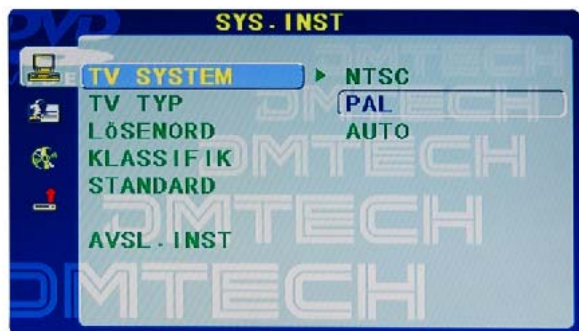 SYS.INST
DVD
TV SYSTEM NTSC
TV TYP PAL
LöSENORD AUTO
KLASSIFIK
STANDARD
AVSL.INST
DMTECH
DMTECH
DMTECH
DMTECH